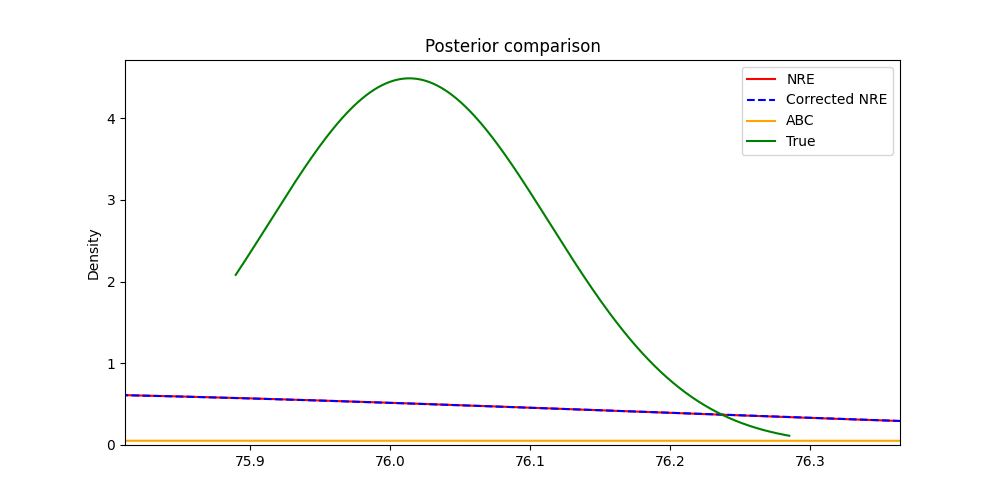 Posterior comparison
NRE
Corrected NRE
ABC
True
Density
4
3
2
1
0
75.9
76.0
76.1
76.2
76.3